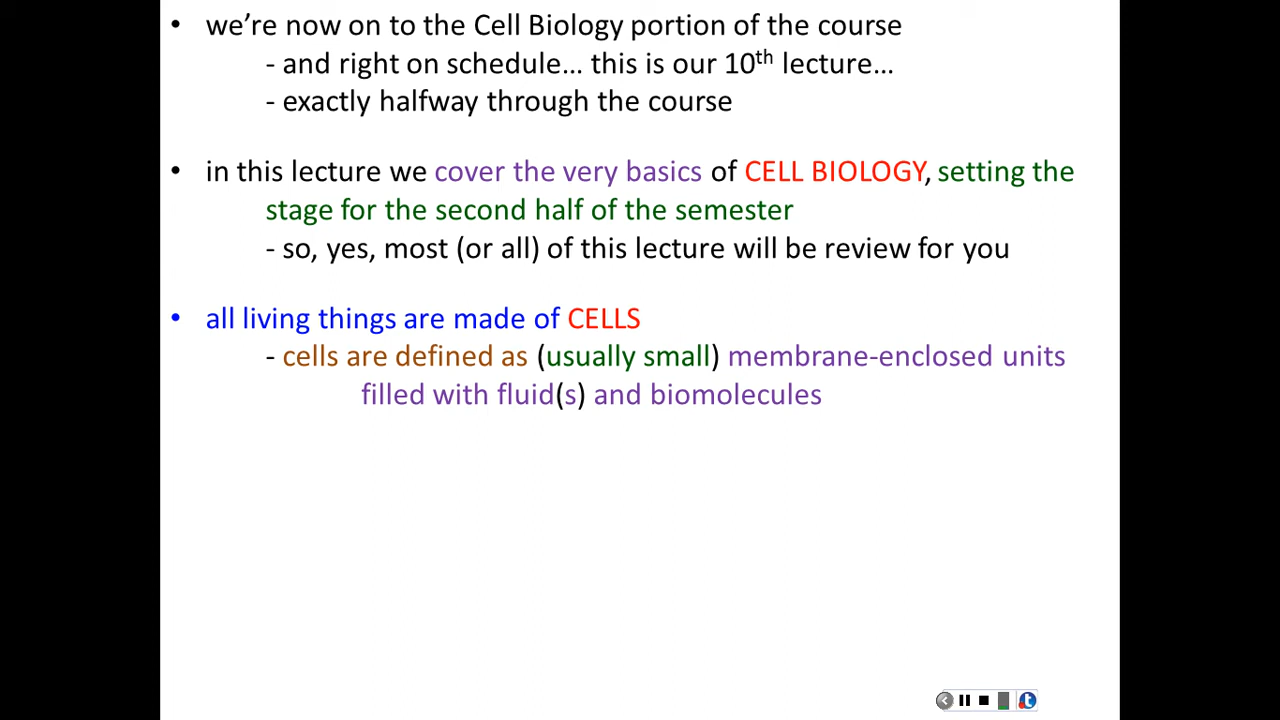 • we're now on to the Cell Biology portion of the course
- and right on schedule... this is our 10th lecture...
- exactly halfway through the course
• in this lecture we cover the very basics of CELL BIOLOGY, setting the
stage for the second half of the semester
- so, yes, most (or all) of this lecture will be review for you
• all living things are made of CELLS
- cells are defined as (usually small) membrane-enclosed units
filled with fluid(s) and biomolecules
t